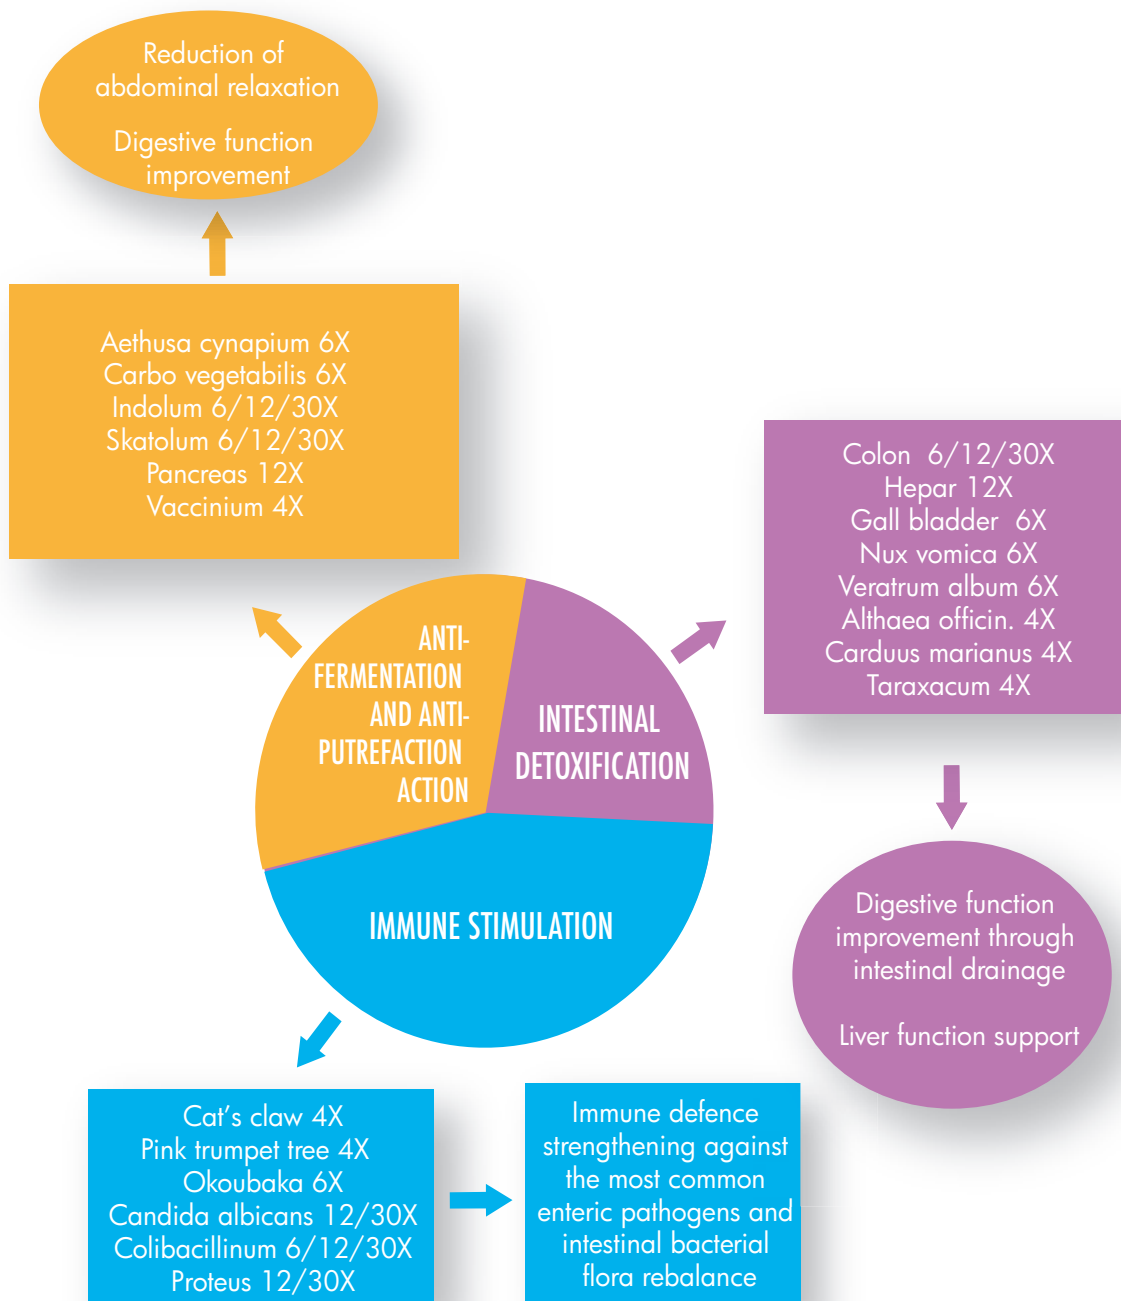 Reduction of
abdominal relaxation
Digestive function
improvement
Aethusa cynapium 6X
Carbo vegetabilis 6X
Indolum 6/12/30X
Skatolum 6/12/30X
Pancreas 12X
Vaccinium 4X
Colon 6/12/30X
Hepar 12X
Gall bladder 6X
Nux vomica 6X
Veratrum album 6X
Althaea officin. 4X
Carduus marianus 4X
Taraxacum 4X
ANTI-
FERMENTATION
AND ANTI-
PUTREFACTION
ACTION
INTESTINAL
DETOXIFICATION
IMMUNE STIMULATION
Digestive function
improvement through
intestinal drainage
Liver function support
Cat's claw 4X
Pink trumpet tree 4X
Okoubaka 6X
Candida albicans 12/30X
Colibacillinum 6/12/30X
Proteus 12/30X
Immune defence
strengthening against
the most common
enteric pathogens and
intestinal bacterial
flora rebalance